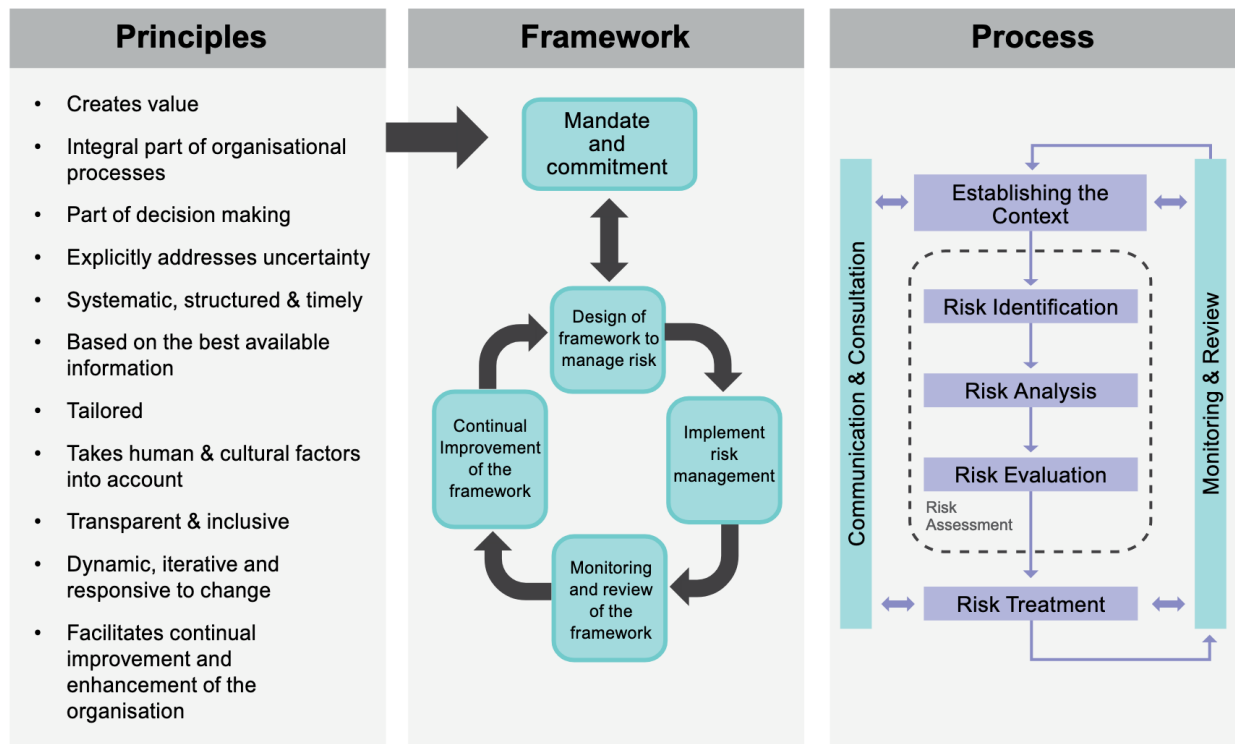 Principles
• Creates value
• Integral part of organisational
processes
• Part of decision making
• Explicitly addresses uncertainty
• Systematic, structured & timely
• Based on the best available
information
• Tailored
• Takes human & cultural factors
into account
• Transparent & inclusive
• Dynamic, iterative and
responsive to change
• Facilitates continual
improvement and
enhancement of the
organisation
Framework
Mandate
and
commitment
Design of
framework to
manage risk
Implement
risk
management
Monitoring
and review
of the
framework
Continual
Improvement
of the
framework
Process
Communication & Consultation
Establishing the
Context
Risk Identification
Risk Analysis
Risk Evaluation
Risk
Assessment
Risk Treatment
Monitoring & Review